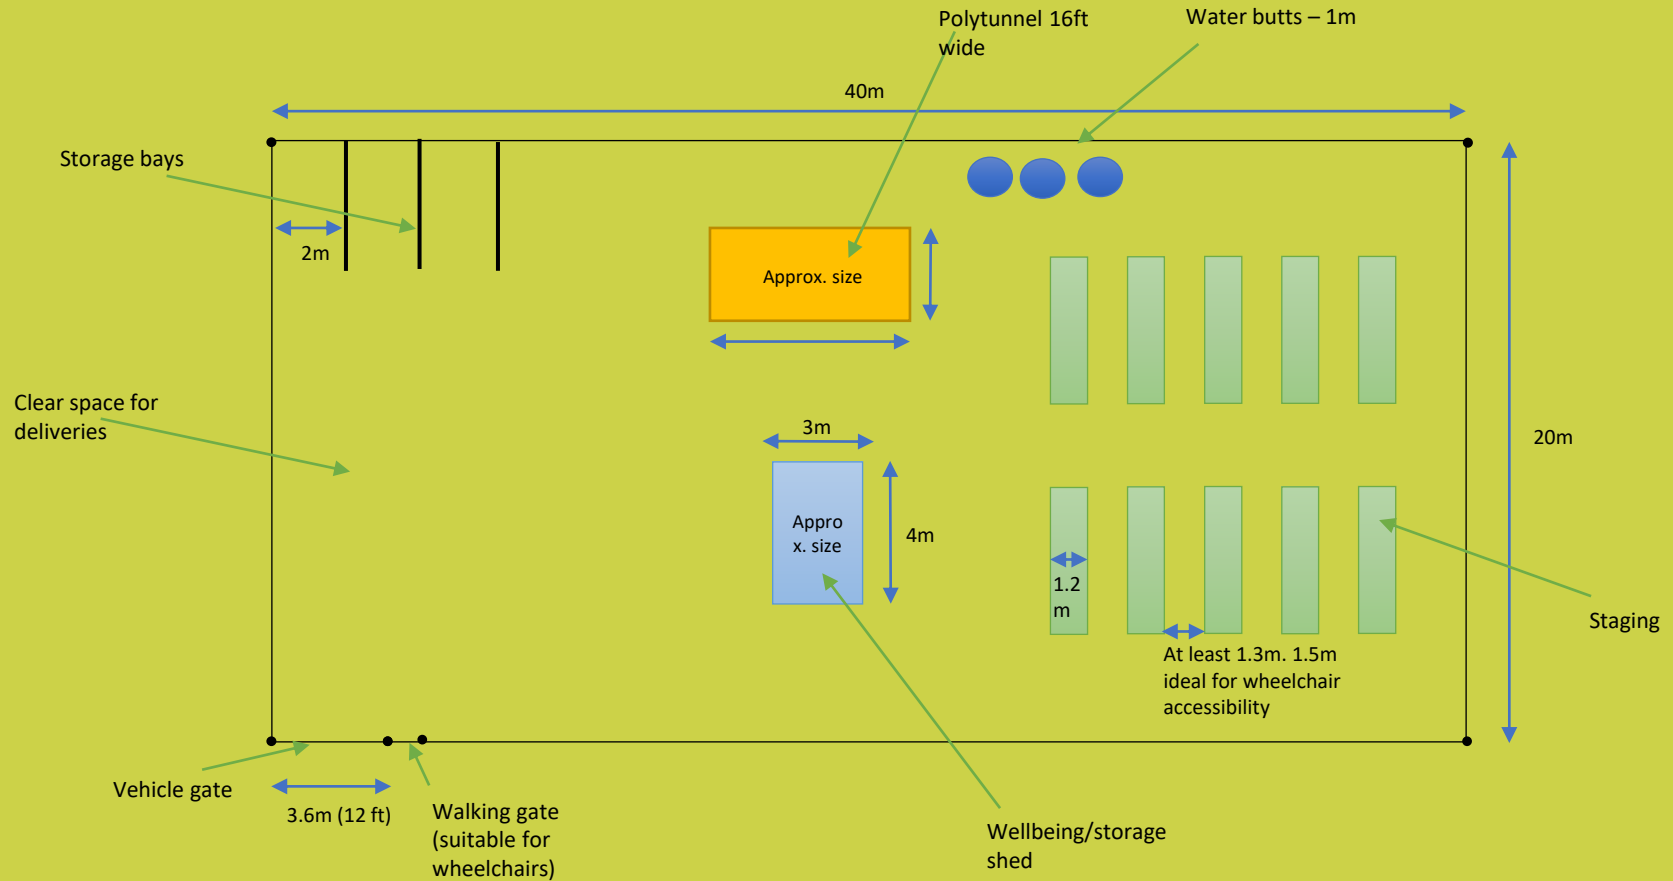 Polytunnel 16ft
wide
Water butts – 1m
40m
Storage bays
2m
Approx. size
Clear space for
deliveries
3m
20m
Appro
x. size
4m
1.2
m
Staging
At least 1.3m. 1.5m
ideal for wheelchair
accessibility
Vehicle gate
3.6m (12 ft)
Walking gate
(suitable for
wheelchairs)
Wellbeing/storage
shed